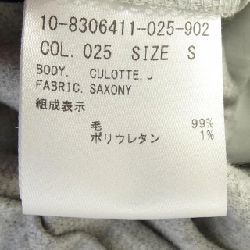 10-8306411-025-902
COL. 025 SIZE S
BODY. CULOTTE. J
FABRIC. SAXONY
組成表示
毛 99%
ポリウレタン 1%